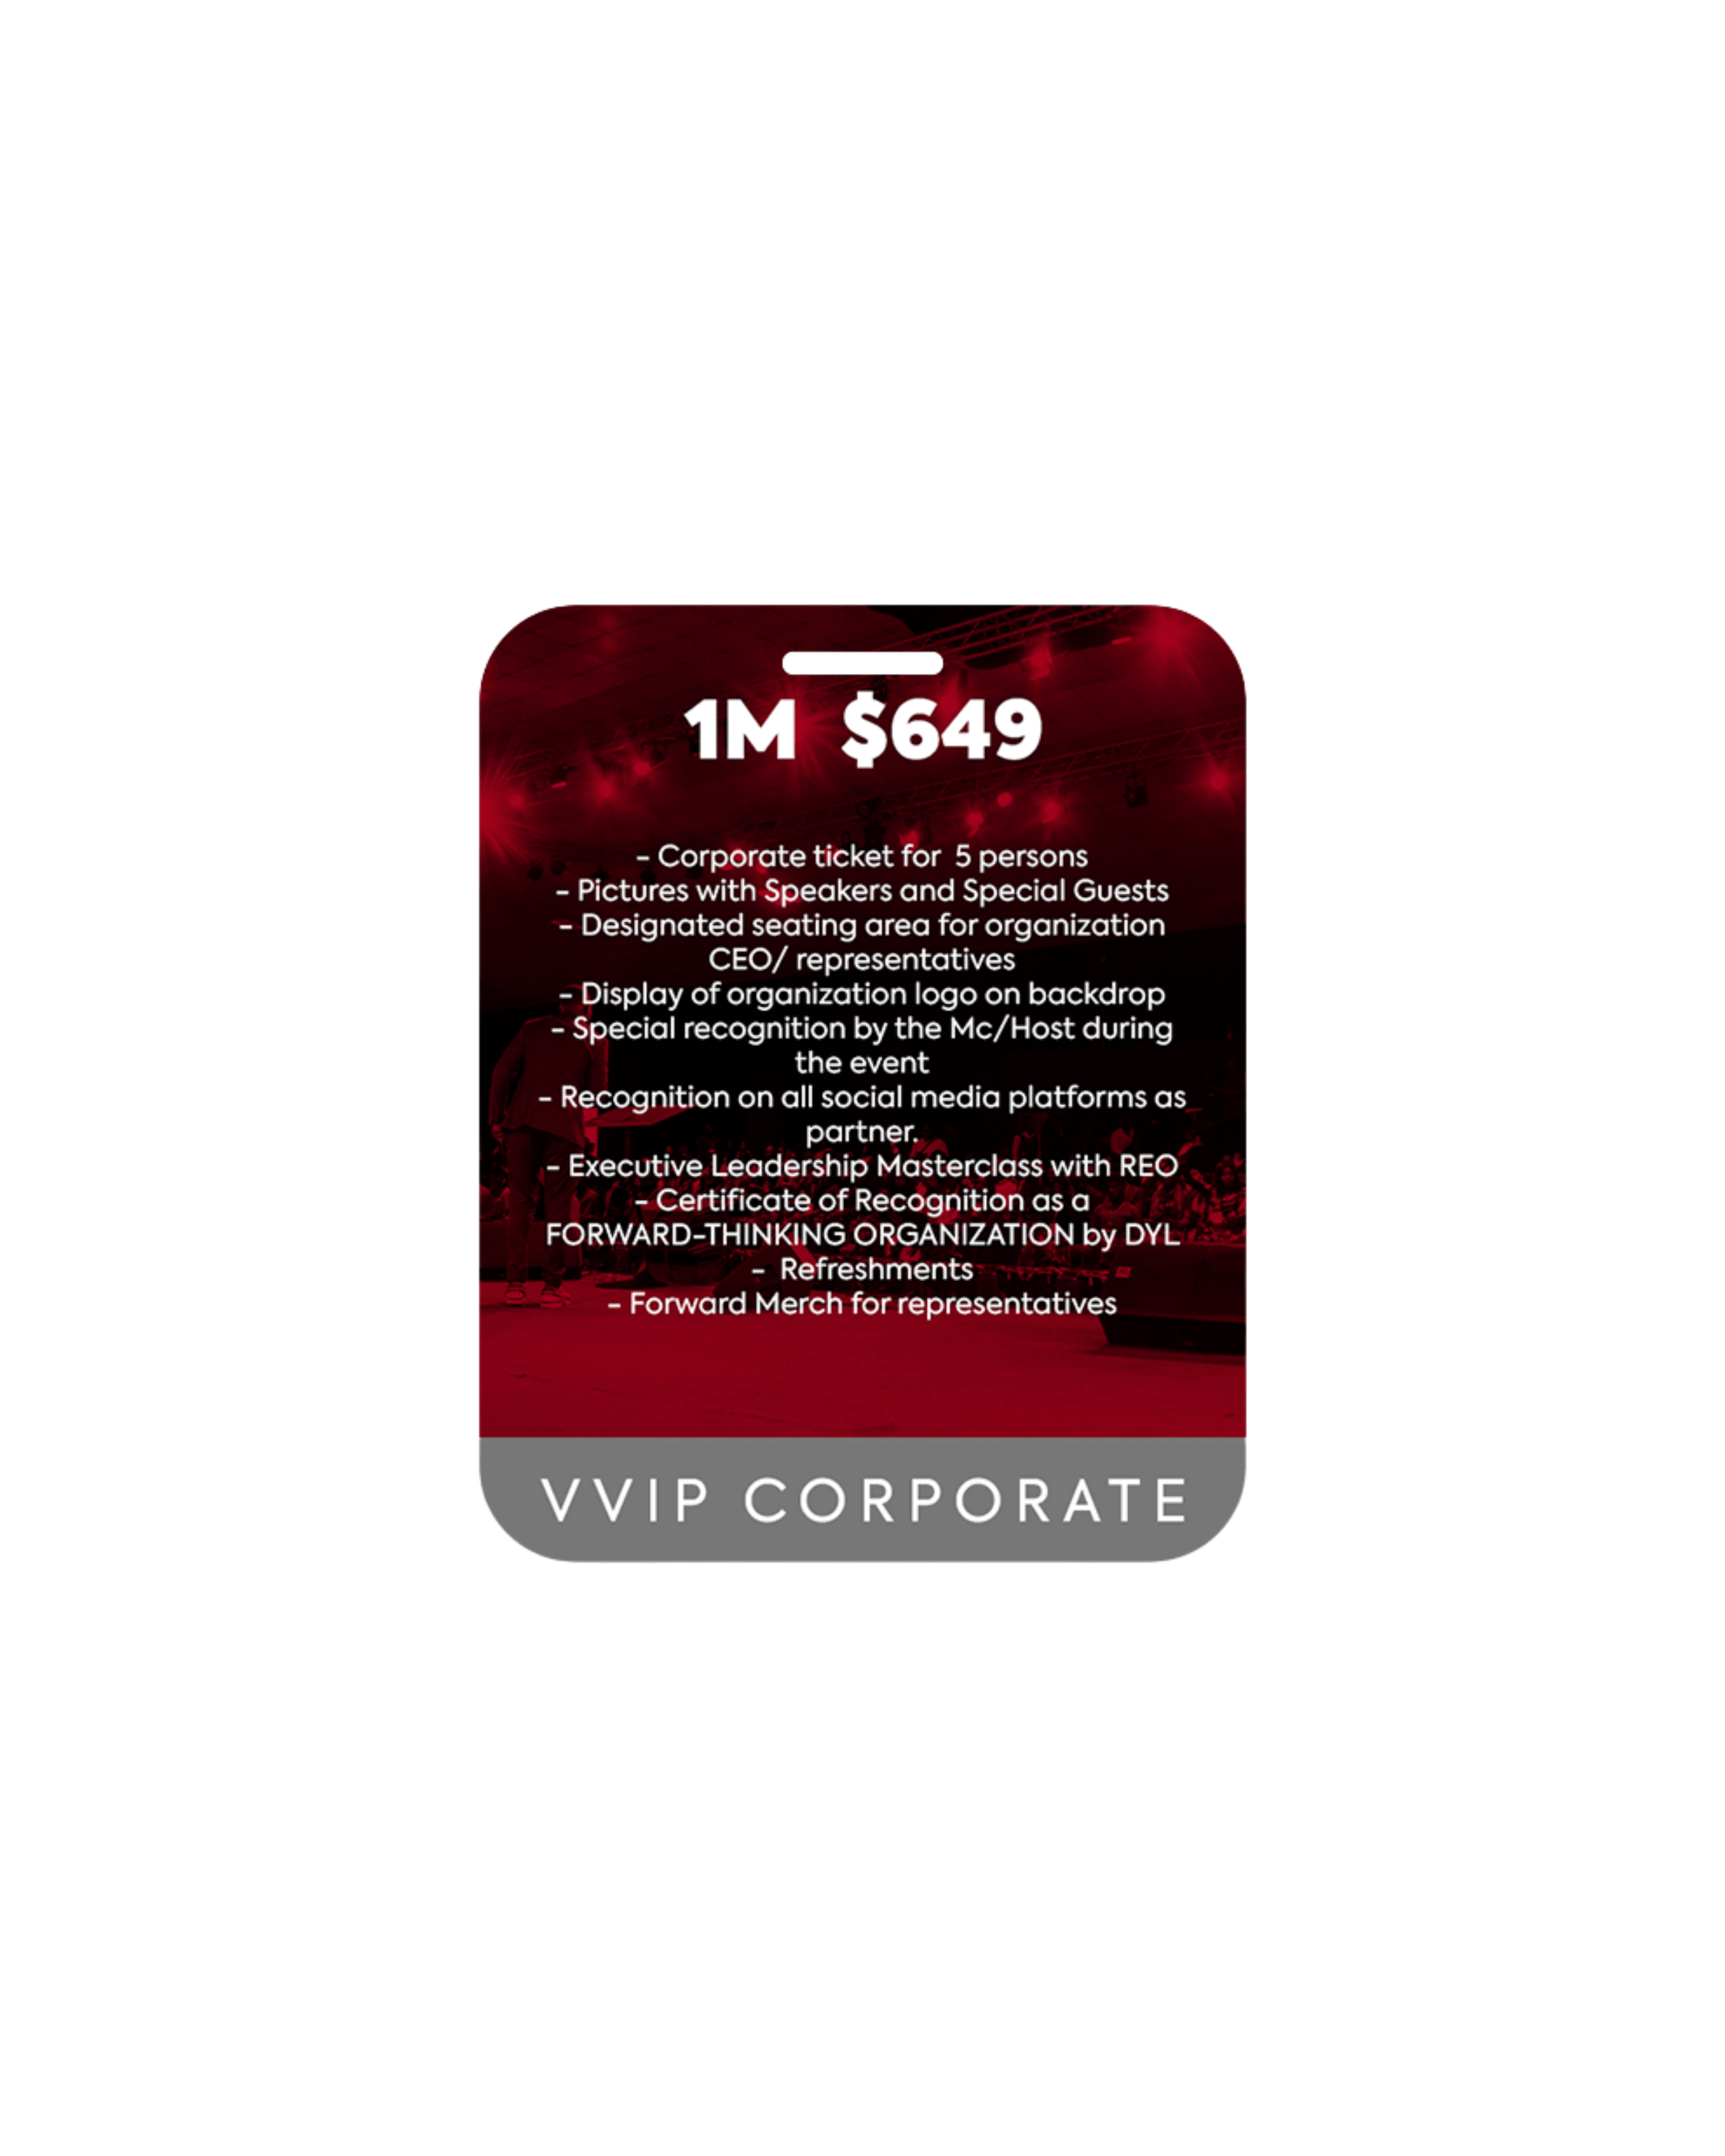 1M $649
- Corporate ticket for 5 persons
- Pictures with Speakers and Special Guests
- Designated seating area for organization
CEO/ representatives
- Display of organization logo on backdrop
- Special recognition by the Mc/Host during
the event
- Recognition on all social media platforms as
partner.
- Executive Leadership Masterclass with REO
- Certificate of Recognition as a
FORWARD-THINKING ORGANIZATION by DYL
- Refreshments
- Forward Merch for representatives
VVIP CORPORATE